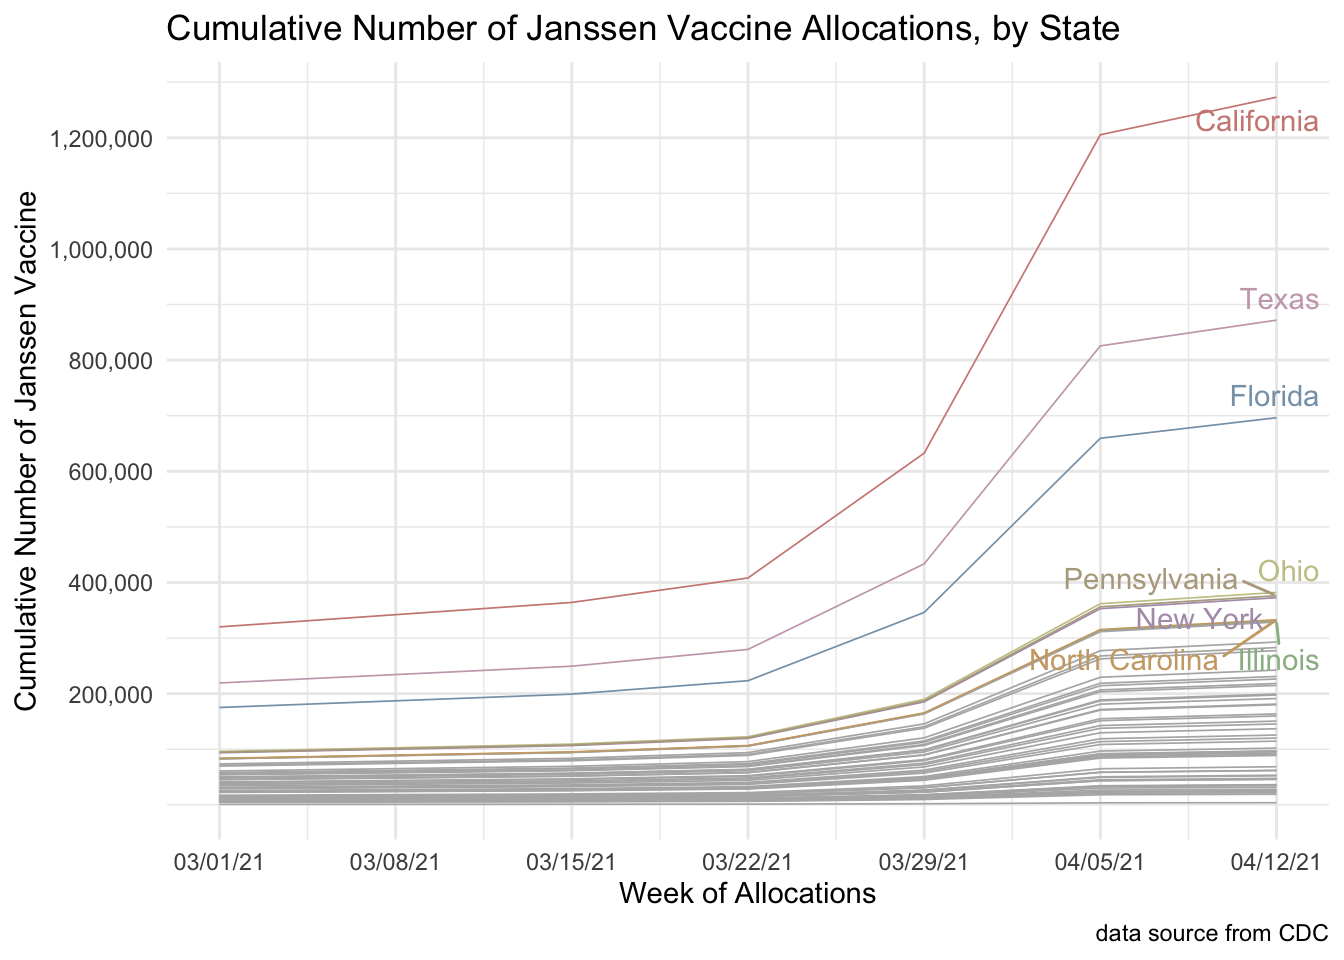 Cumulative Number of Janssen Vaccine Allocations, by State
Cumulative Number of Janssen Vaccine
1,200,000
1,000,000
800,000
600,000
400,000
200,000
California
Texas
Florida
Ohio
Pennsylvania
New York
North Carolina
Illinois
03/01/21 03/08/21 03/15/21 03/22/21 03/29/21 04/05/21 04/12/21
Week of Allocations
data source from CDC